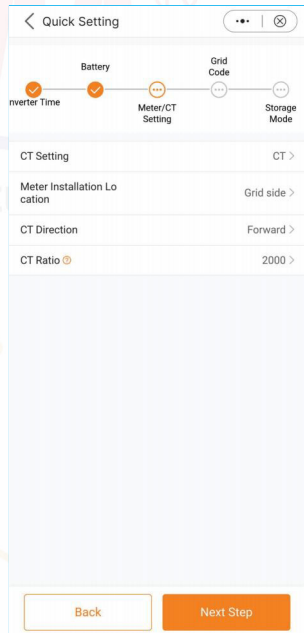 Quick Setting
Battery
Grid
Code
nverter Time
Meter/CT
Setting
Storage
Mode
CT Setting
CT
Meter Installation Lo
cation
Grid side
CT Direction
Forward
CT Ratio
2000
Back
Next Step